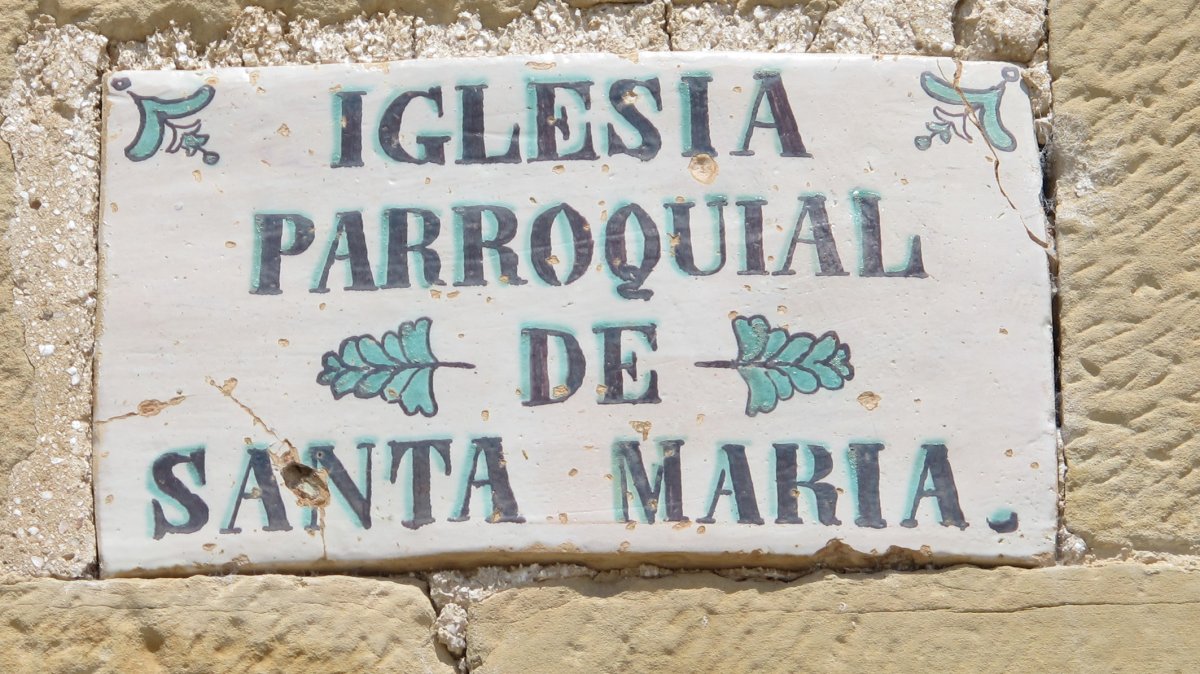 IGLESIA
PARROQUIAL
DE
SANTA MARIA.